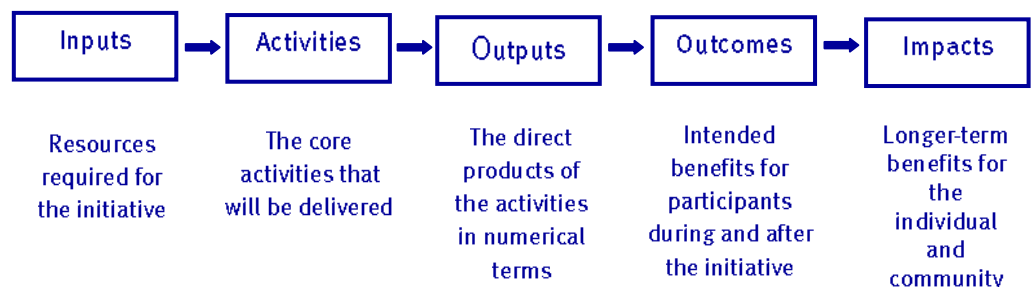 Inputs
Activities
Outputs
Outcomes
Impacts
Resources
required for
the initiative
The core
activities that
will be delivered
The direct
products of
the activities
in numerical
terms
Intended
benefits for
participants
during and after
the initiative
Longer-term
benefits for
the
individual
and
community